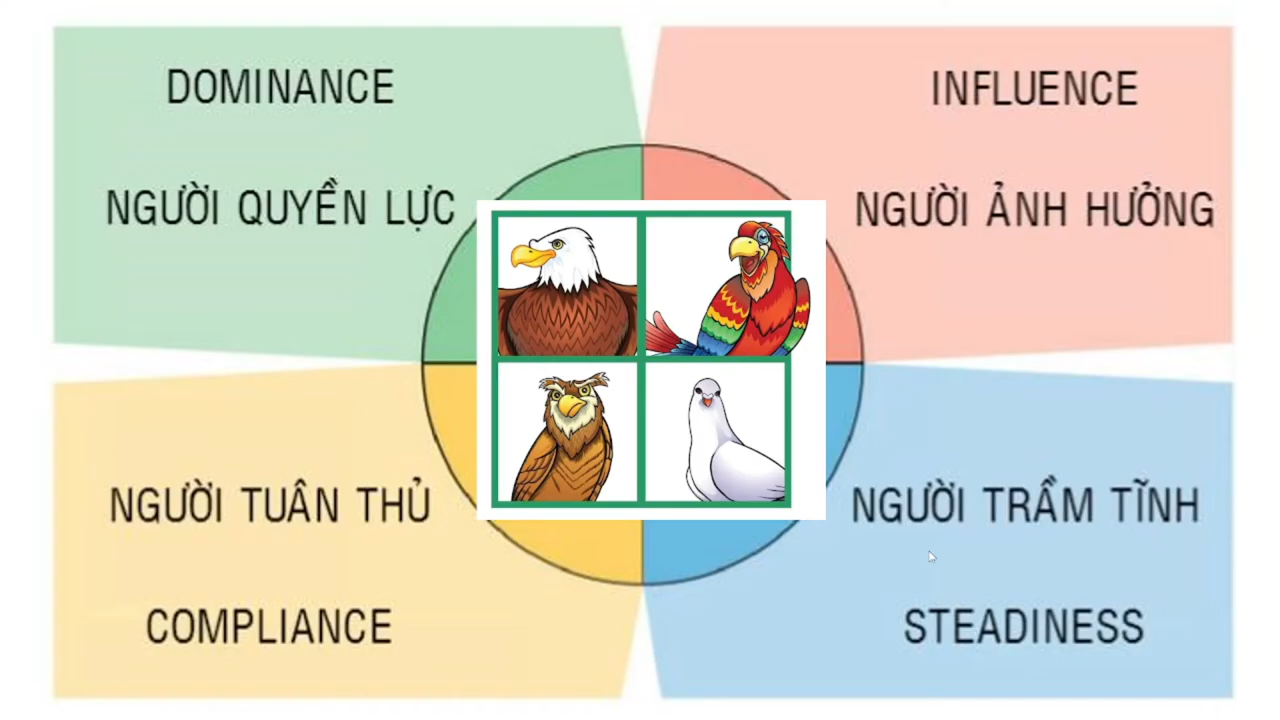 DOMINANCE
NGƯỜI QUYỀN LỰC
INFLUENCE
NGƯỜI ẢNH HƯỞNG
NGƯỜI TUÂN THỦ
COMPLIANCE
NGƯỜI TRẦM TĨNH
STEADINESS